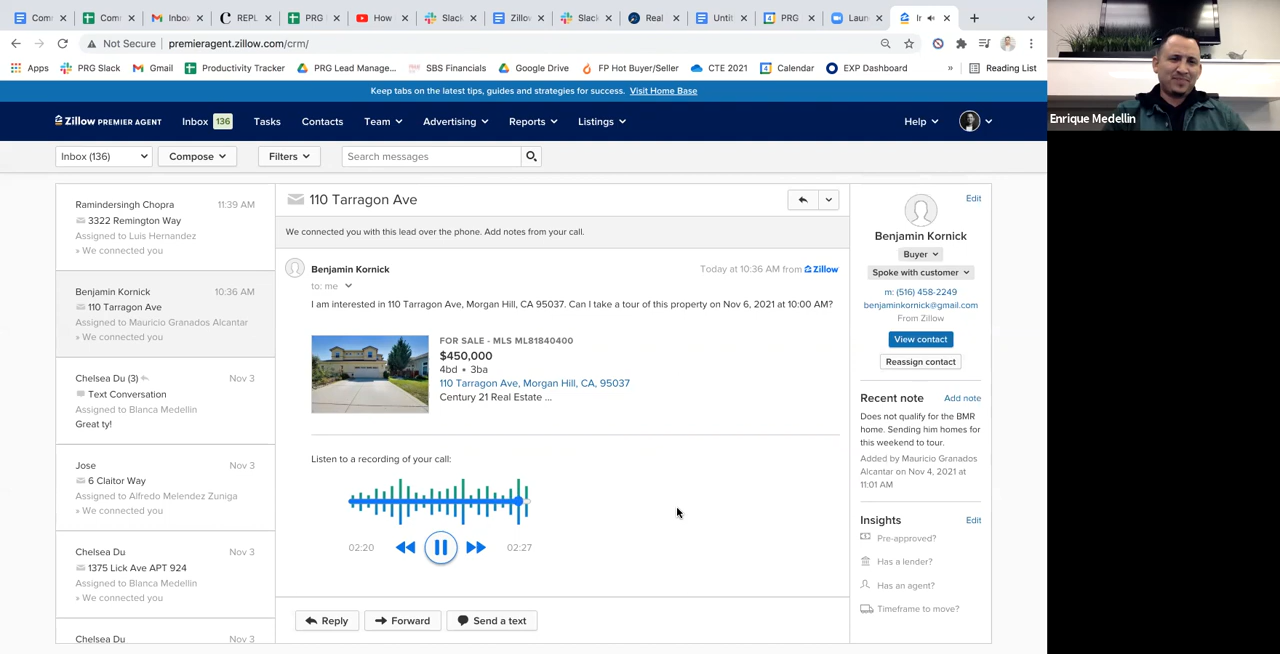 Com
Com
Inbo
REPL
PRG
How
Slack
Zillov
Slac
Real
Unti
PRG
Laun
Ir
Not Secure
premieragent.zillow.com/crm/
Apps
PRG Slack
Gmail
Productivity Tracker
PRG Lead Manage...
SBS Financials
Google Drive
FP Hot Buyer/Seller
CTE 2021
Calendar
EXP Dashboard
»
Reading List
Keep tabs on the latest tips, guides and strategies for success. Visit Home Base
Zillow PREMIER AGENT
Inbox 136
Tasks
Contacts
Team
Advertising
Reports
Listings
Help
Inbox (136)
Compose
Filters
Search messages
Ramindersingh Chopra 11:39 AM
3322 Remington Way
Assigned to Luis Hernandez
» We connected you
Benjamin Kornick 10:36 AM
110 Tarragon Ave
Assigned to Mauricio Granados Alcantar
» We connected you
Chelsea Du (3) Nov 3
Text Conversation
Assigned to Blanca Medellin
Great ty!
Jose Nov 3
6 Claitor Way
Assigned to Alfredo Melendez Zuniga
» We connected you
Chelsea Du Nov 3
1375 Lick Ave APT 924
Assigned to Blanca Medellin
» We connected you
Chelsea Du Nov 3
110 Tarragon Ave
We connected you with this lead over the phone. Add notes from your call.
Benjamin Kornick
Today at 10:36 AM from Zillow
to: me
I am interested in 110 Tarragon Ave, Morgan Hill, CA 95037. Can I take a tour of this property on Nov 6, 2021 at 10:00 AM?
FOR SALE - MLS ML81840400
$450,000
4bd • 3ba
110 Tarragon Ave, Morgan Hill, CA, 95037
Century 21 Real Estate ...
Listen to a recording of your call:
02:20
02:27
Reply
Forward
Send a text
Edit
Benjamin Kornick
Buyer
Spoke with customer
m: (516) 458-2249
benjaminkornick@gmail.com
From Zillow
View contact
Reassign contact
Recent note Add note
Does not qualify for the BMR
home. Sending him homes for
this weekend to tour.
Added by Mauricio Granados
Alcantar on Nov 4, 2021 at
11:01 AM
Insights Edit
Pre-approved?
Has a lender?
Has an agent?
Timeframe to move?
Enrique Medellin